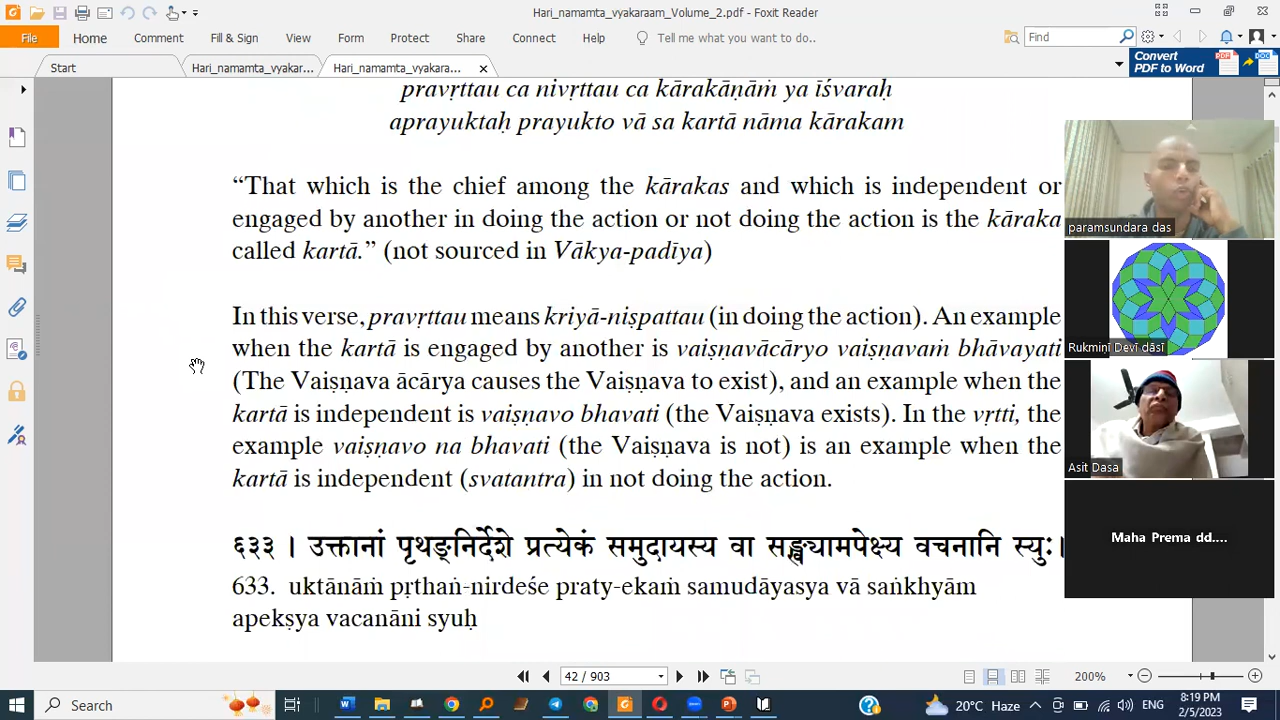 Hari_namamta_vyakaraam_Volume_2.pdf - Foxit Reader
File Home Comment Fill & Sign View Form Protect Share Connect Help Tell me what you want to do.. Find
Start Hari_namamta_vyakar... Hari_namamta_vyakara... Convert
PDF to Word
pravṛttau ca nivṛttau ca kārakāṇāṁ ya īśvaraḥ
aprayuktaḥ prayukto vā sa kartā nāma kārakam
“That which is the chief among the kārakas and which is independent or
engaged by another in doing the action or not doing the action is the kāraka
called kartā.” (not sourced in Vākya-padīya)
In this verse, pravṛttau means kriyā-niṣpattau (in doing the action). An example
when the kartā is engaged by another is vaiṣṇavācāryo vaiṣṇavaṁ bhāvayati
(The Vaiṣṇava ācārya causes the Vaiṣṇava to exist), and an example when the
kartā is independent is vaiṣṇavo bhavati (the Vaiṣṇava exists). In the vṛtti, the
example vaiṣṇavo na bhavati (the Vaiṣṇava is not) is an example when the
kartā is independent (svatantra) in not doing the action.
६३३ । उक्तानां पृथङ्निर्देशे प्रत्येकं समुदायस्य वा सङ्ख्यामपेक्ष्य वचनानि स्युः।
633. uktānāṁ pṛthaṅ-nirdeśe praty-ekaṁ samudāyasya vā saṅkhyām
apekṣya vacanāni syuḥ
paramsundara das
Rukmiṇī Devī dāsī
Asit Dasa
Maha Prema dd....
42 / 903 200%
Search 20°C Haze ENG 8:19 PM
2/5/2023